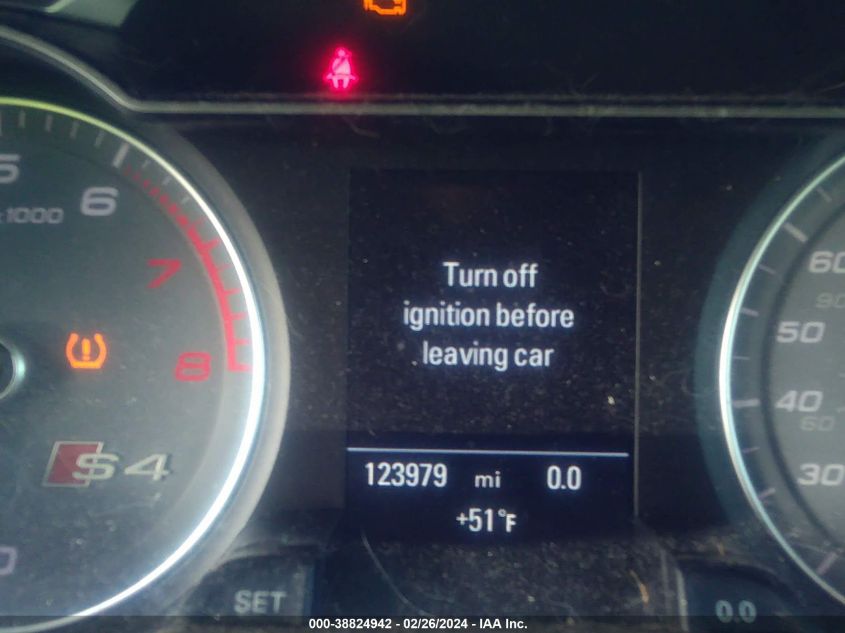 5
6
x1000
7
8
S4
Turn off
ignition before
leaving car
123979 mi 0.0
+51°F
SET
0.0
60
90
50
40
60
30
000-38824942 - 02/26/2024 - IAA Inc.